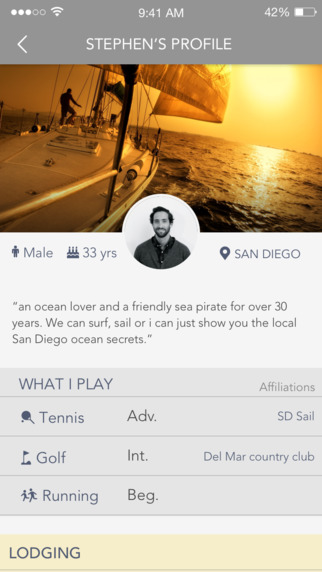 9:41 AM
42%
STEPHEN'S PROFILE
Male
33 yrs
SAN DIEGO
“an ocean lover and a friendly sea pirate for over 30
years. We can surf, sail or i can just show you the local
San Diego ocean secrets.”
WHAT I PLAY
Affiliations
Tennis Adv. SD Sail
Golf Int. Del Mar country club
Running Beg.
LODGING